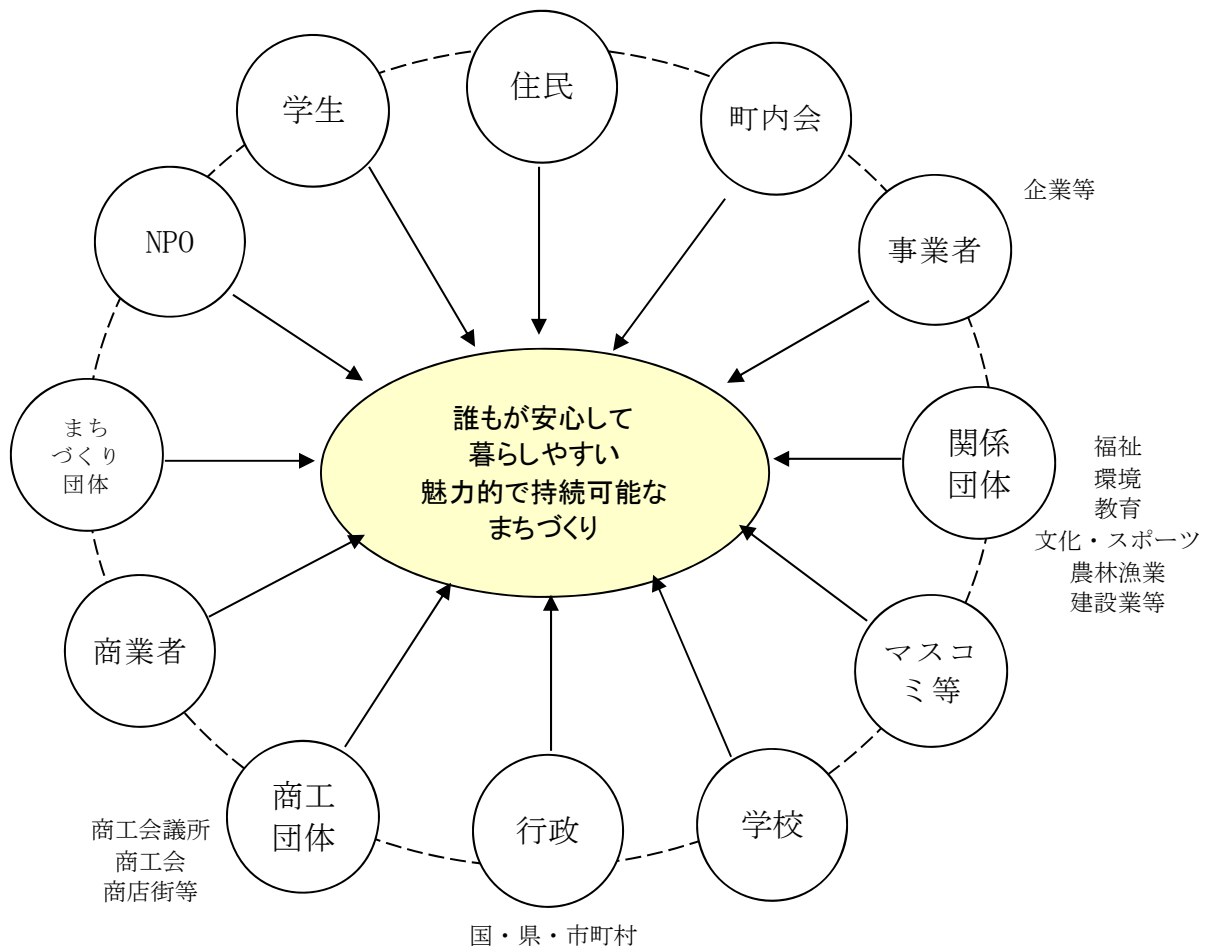 住民
町内会
事業者
企業等
関係
団体
福祉
環境
教育
文化・スポーツ
農林漁業
建設業等
マスコ
ミ等
学校
行政
国・県・市町村
商工
団体
商工会議所
商工会
商店街等
商業者
まち
づくり
団体
NPO
学生
誰もが安心して
暮らしやすい
魅力的で持続可能な
まちづくり